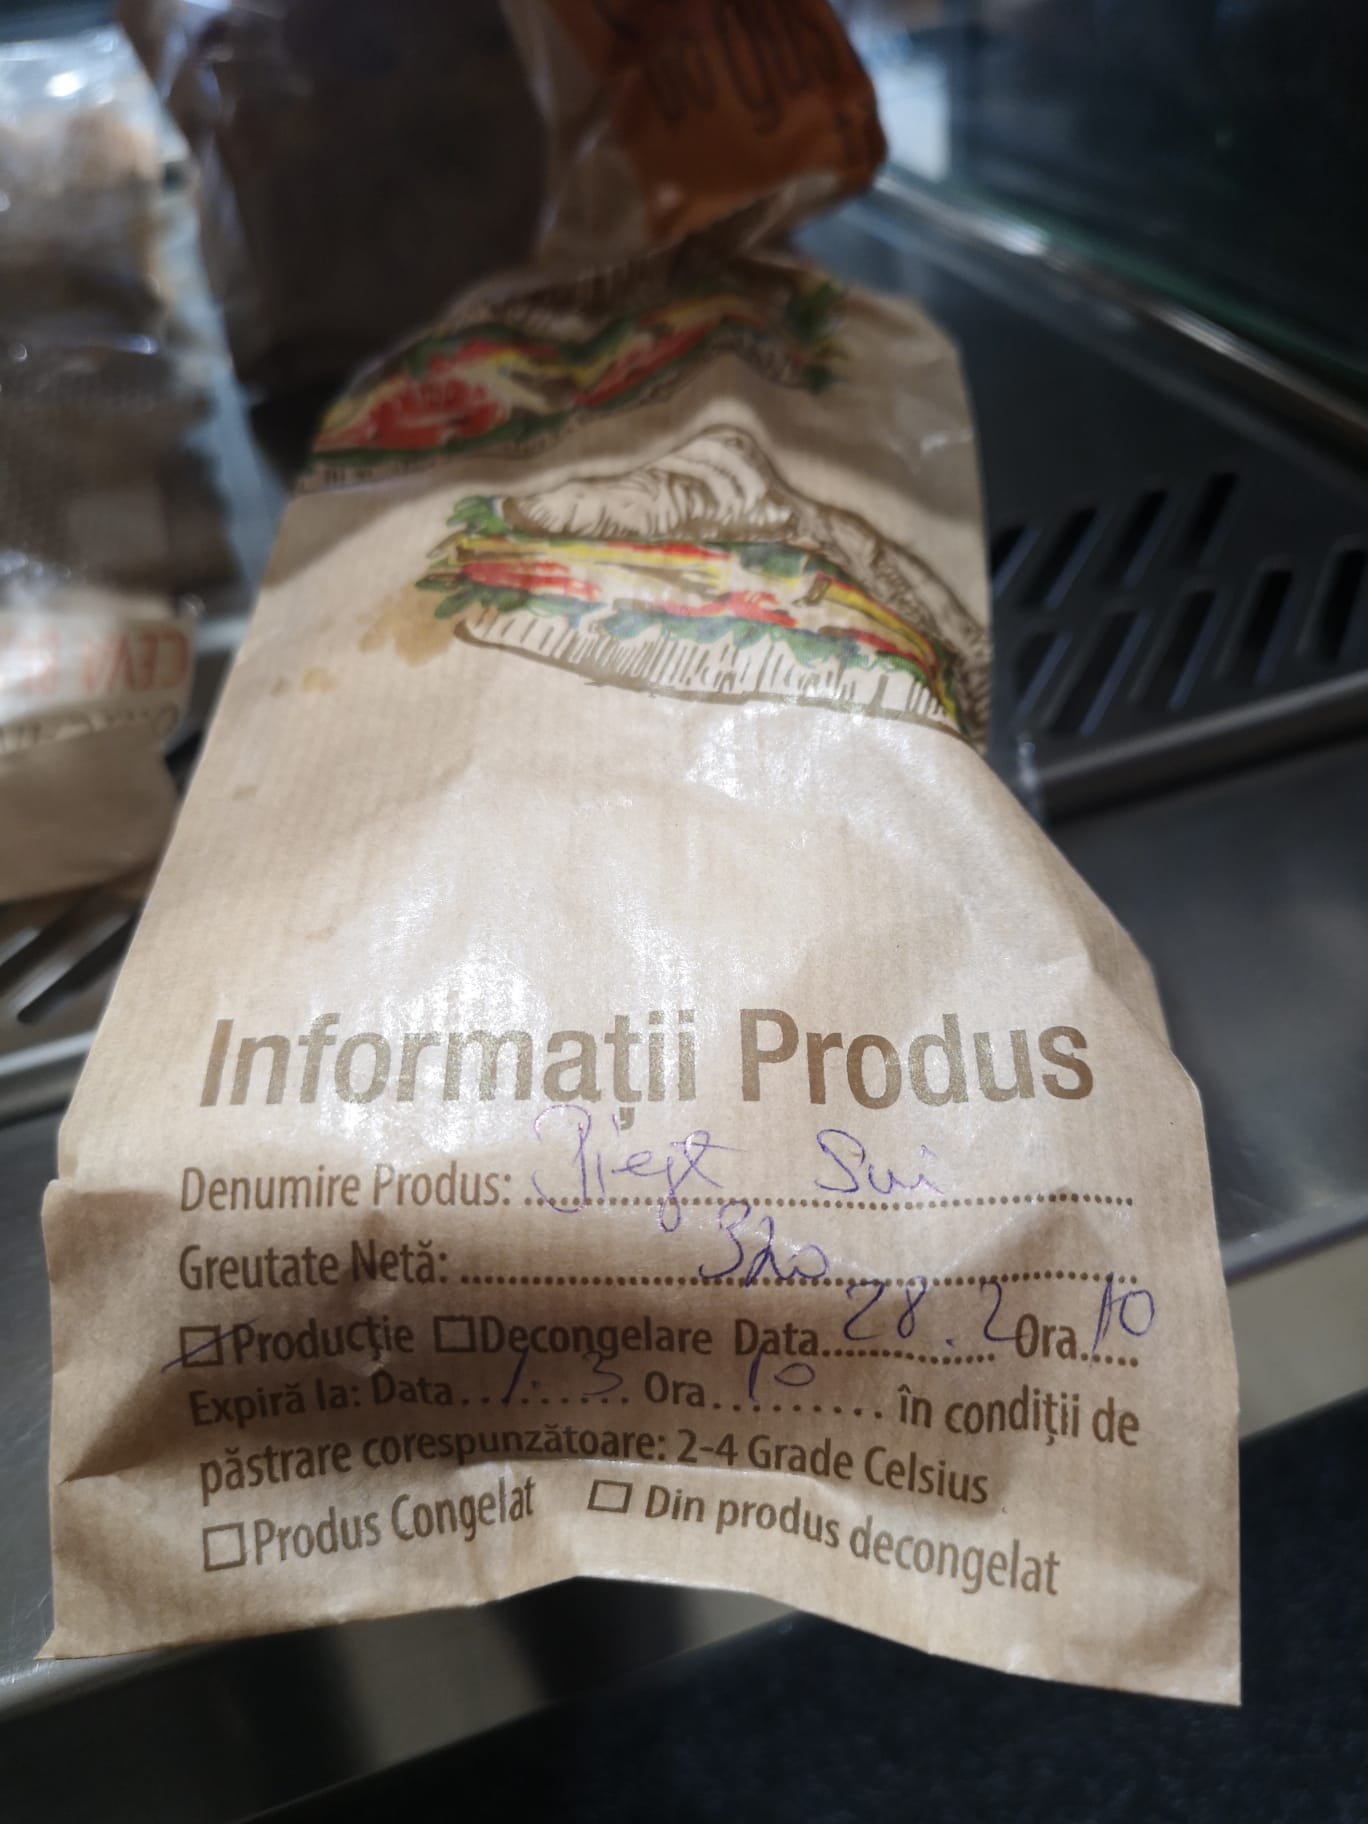 Informații Produs
Denumire Produs: Piept Sui
Greutate Netă: 320
Producție Decongelare Data 28.2 Ora 10
Expiră la: Data 1.3 Ora 10 în condiții de
păstrare corespunzătoare: 2-4 Grade Celsius
Produs Congelat Din produs decongelat